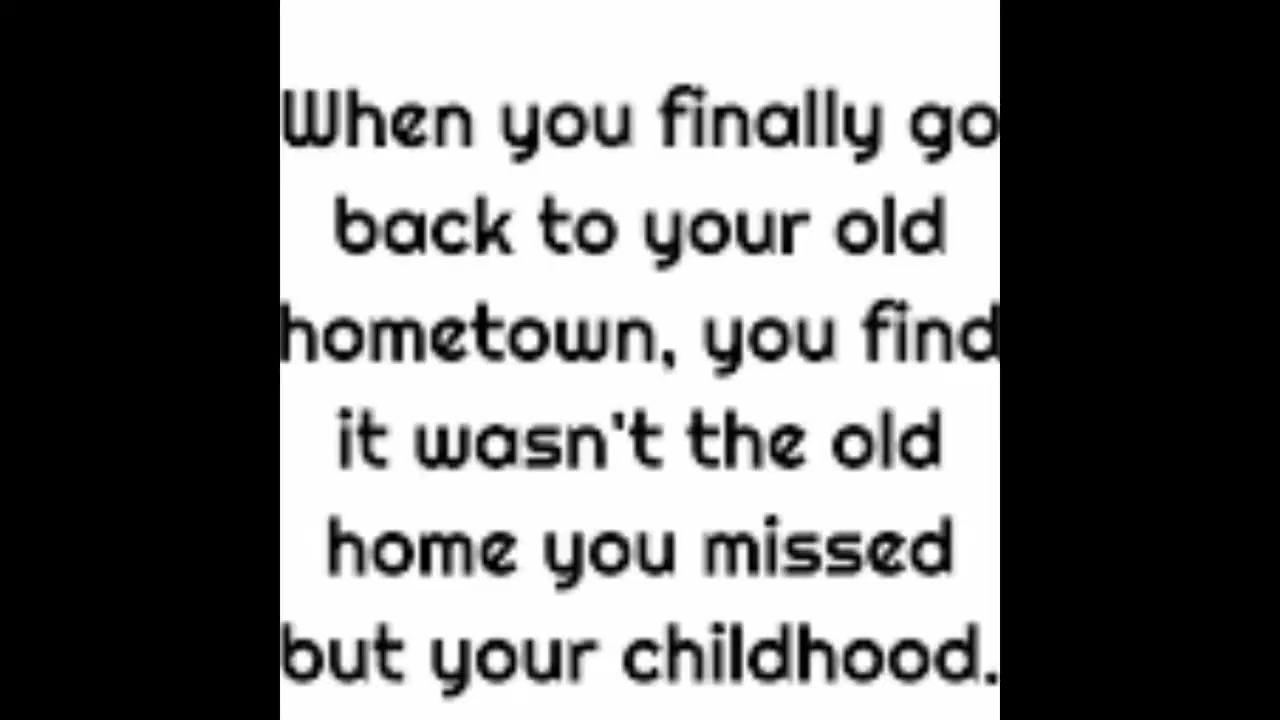 When you finally go
back to your old
hometown, you find
it wasn't the old
home you missed
but your childhood.